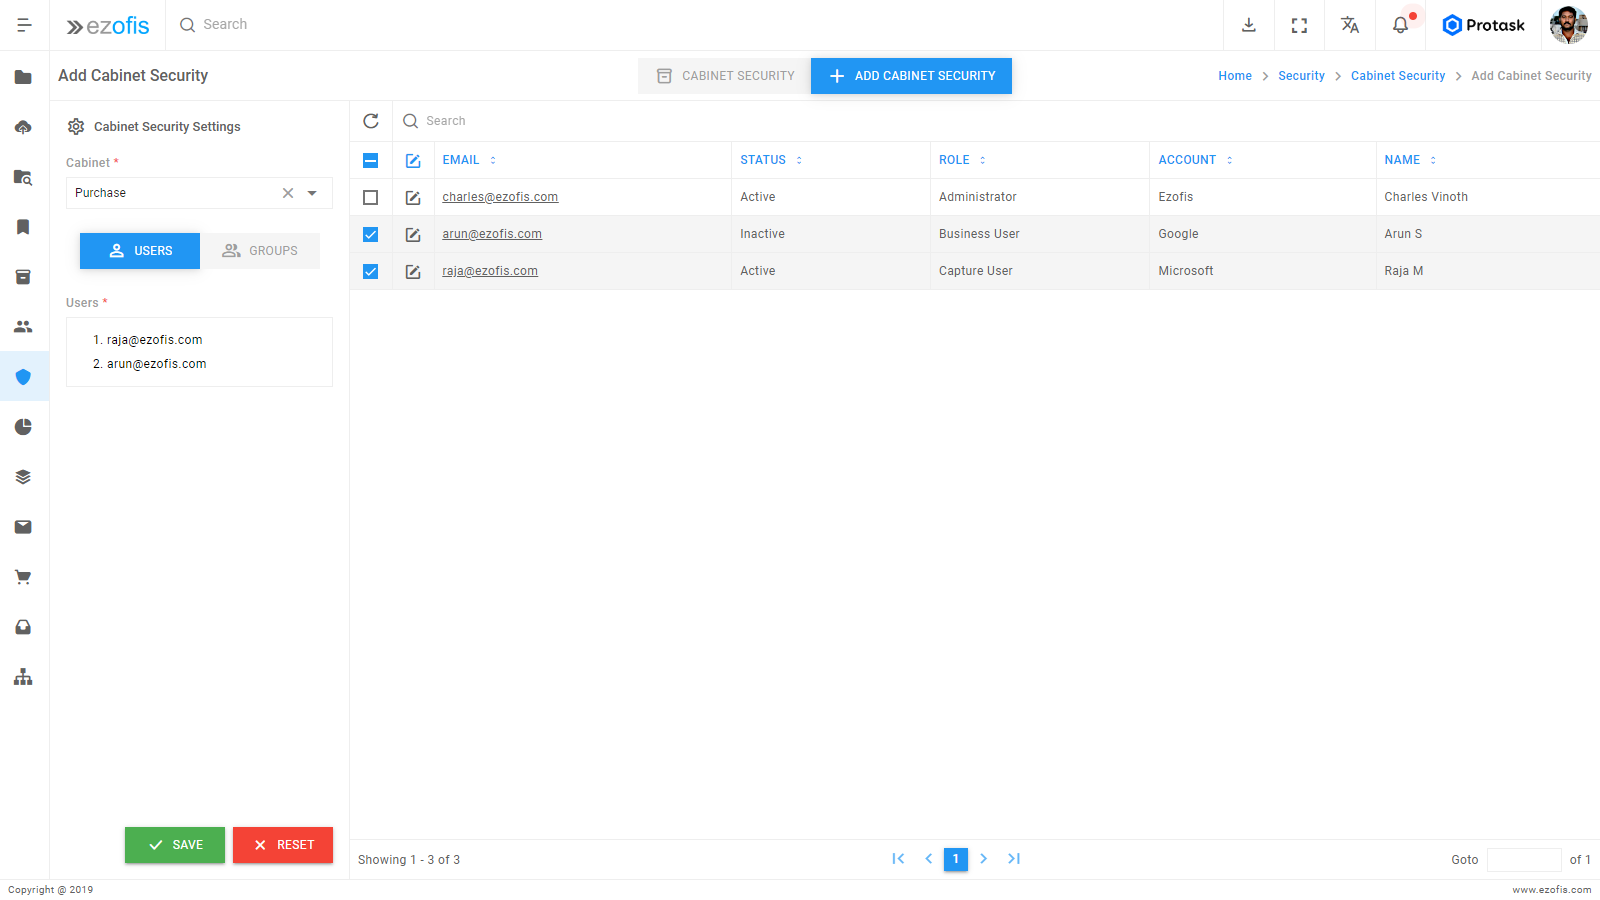 ezofis
Search
Protask
Add Cabinet Security
CABINET SECURITY
ADD CABINET SECURITY
Home > Security > Cabinet Security > Add Cabinet Security
Cabinet Security Settings
Cabinet *
Purchase
USERS
GROUPS
Users *
1. raja@ezofis.com
2. arun@ezofis.com
SAVE
RESET
Search
EMAIL STATUS ROLE ACCOUNT NAME
charles@ezofis.com Active Administrator Ezofis Charles Vinoth
arun@ezofis.com Inactive Business User Google Arun S
raja@ezofis.com Active Capture User Microsoft Raja M
Showing 1 - 3 of 3
1
Goto of 1
Copyright @ 2019
www.ezofis.com